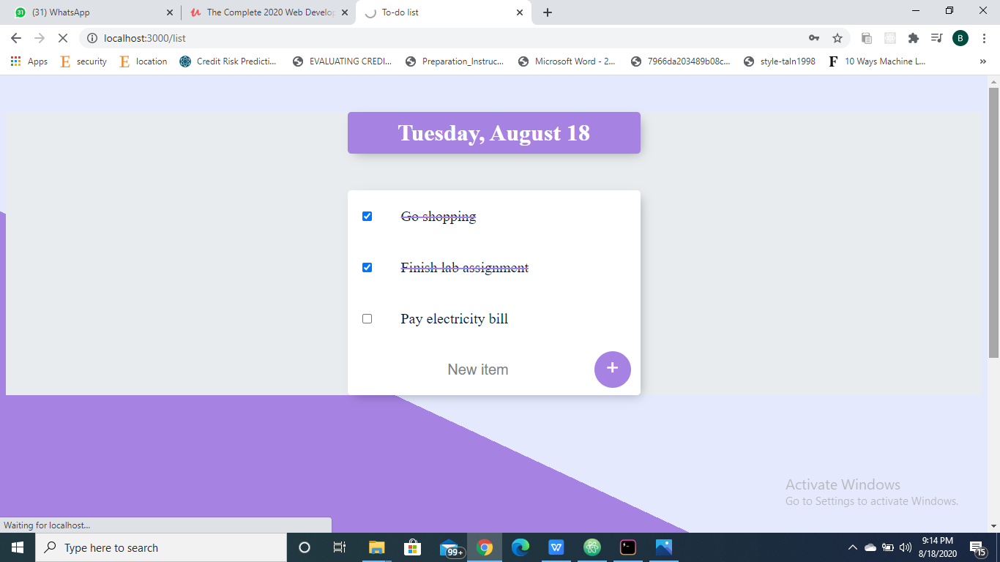 (31) WhatsApp
The Complete 2020 Web Develop
To-do list
localhost:3000/list
Apps
security
location
Credit Risk Predicti...
EVALUATING CREDI...
Preparation_Instruc...
Microsoft Word - 2...
7966da203489b08c...
style-taln1998
10 Ways Machine L...
Tuesday, August 18
Go shopping
Finish lab assignment
Pay electricity bill
New item
+
Activate Windows
Go to Settings to activate Windows.
Waiting for localhost...
Type here to search
99+
9:14 PM
8/18/2020
15